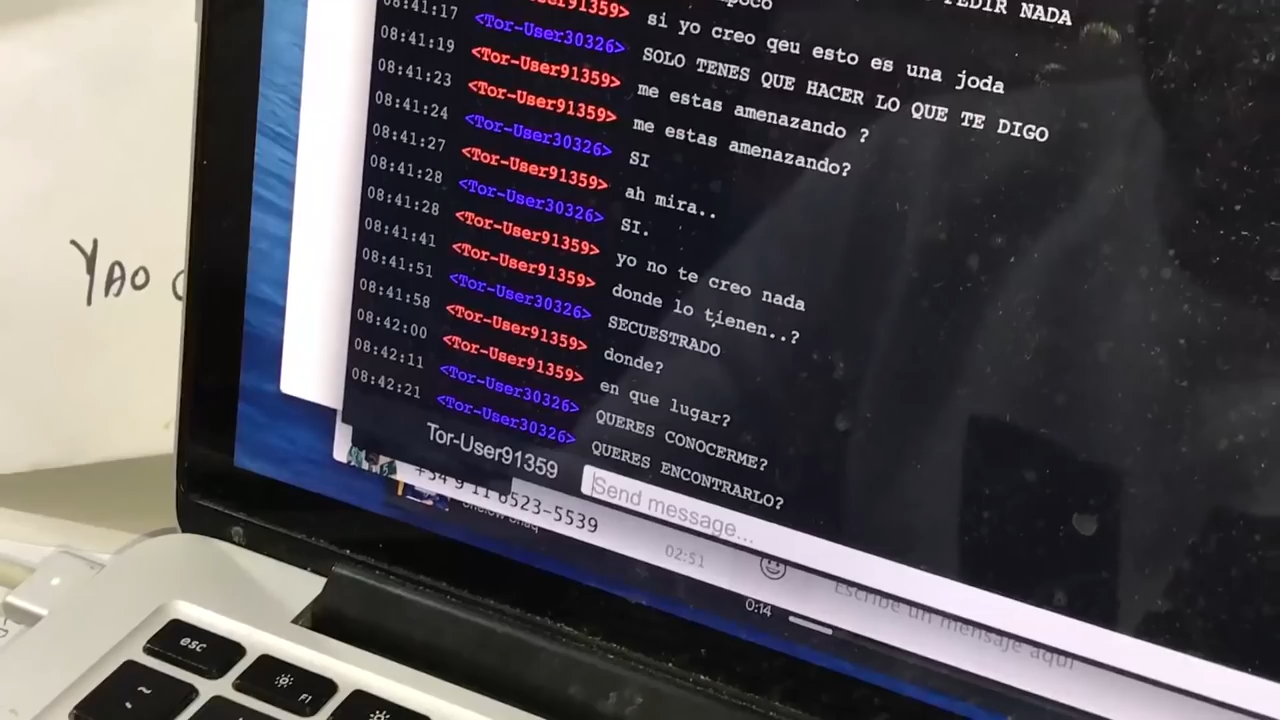 NADA
si yo creo qeu esto es una joda
08:41:17 <Tor-User30326> SOLO TENES QUE HACER LO QUE TE DIGO
08:41:19 <Tor-User91359> me estas amenazando ?
08:41:23 <Tor-User91359> me estas amenazando?
08:41:24 <Tor-User30326> SI
08:41:27 <Tor-User91359> ah mira..
08:41:28 <Tor-User30326> SI.
08:41:28 <Tor-User91359> yo no te creo nada
08:41:41 <Tor-User91359> donde lo tienen..?
08:41:51 <Tor-User30326> SECUESTRADO
08:41:58 <Tor-User91359> donde?
08:42:00 <Tor-User91359> en que lugar?
08:42:11 <Tor-User30326> QUERES CONOCERME?
08:42:21 <Tor-User30326> QUERES ENCONTRARLO?
Tor-User91359 Send message...
6523-5539
02:51
Escribe un mensaje aquí
0:14
YAO
esc
F1
~